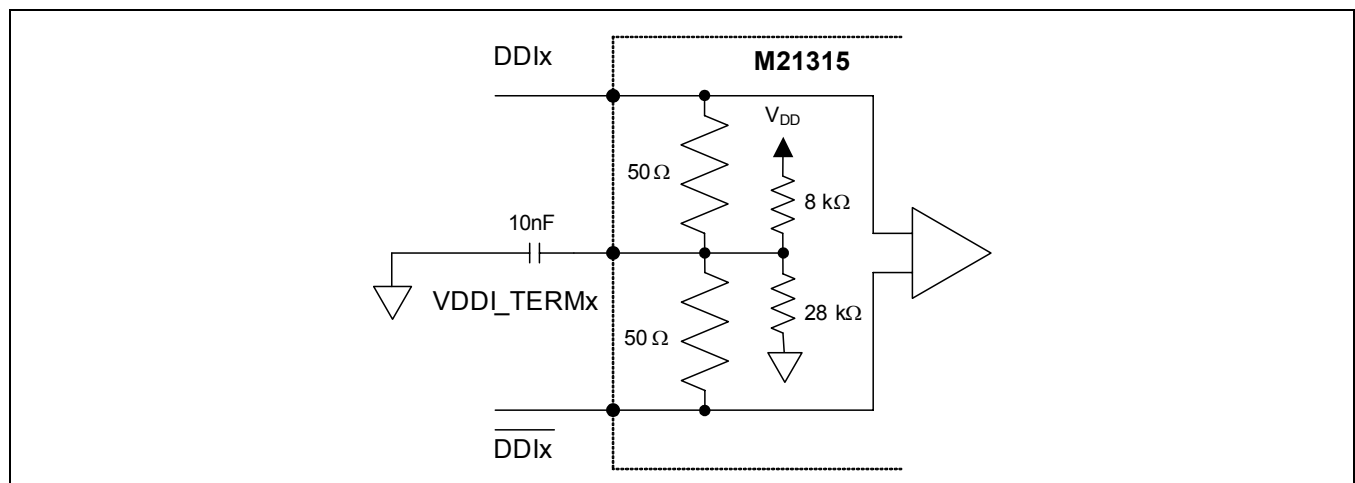 DDIx
M21315
VDD
50 Ω
8 kΩ
10nF
VDDI_TERMx
28 kΩ
50 Ω
DDIx